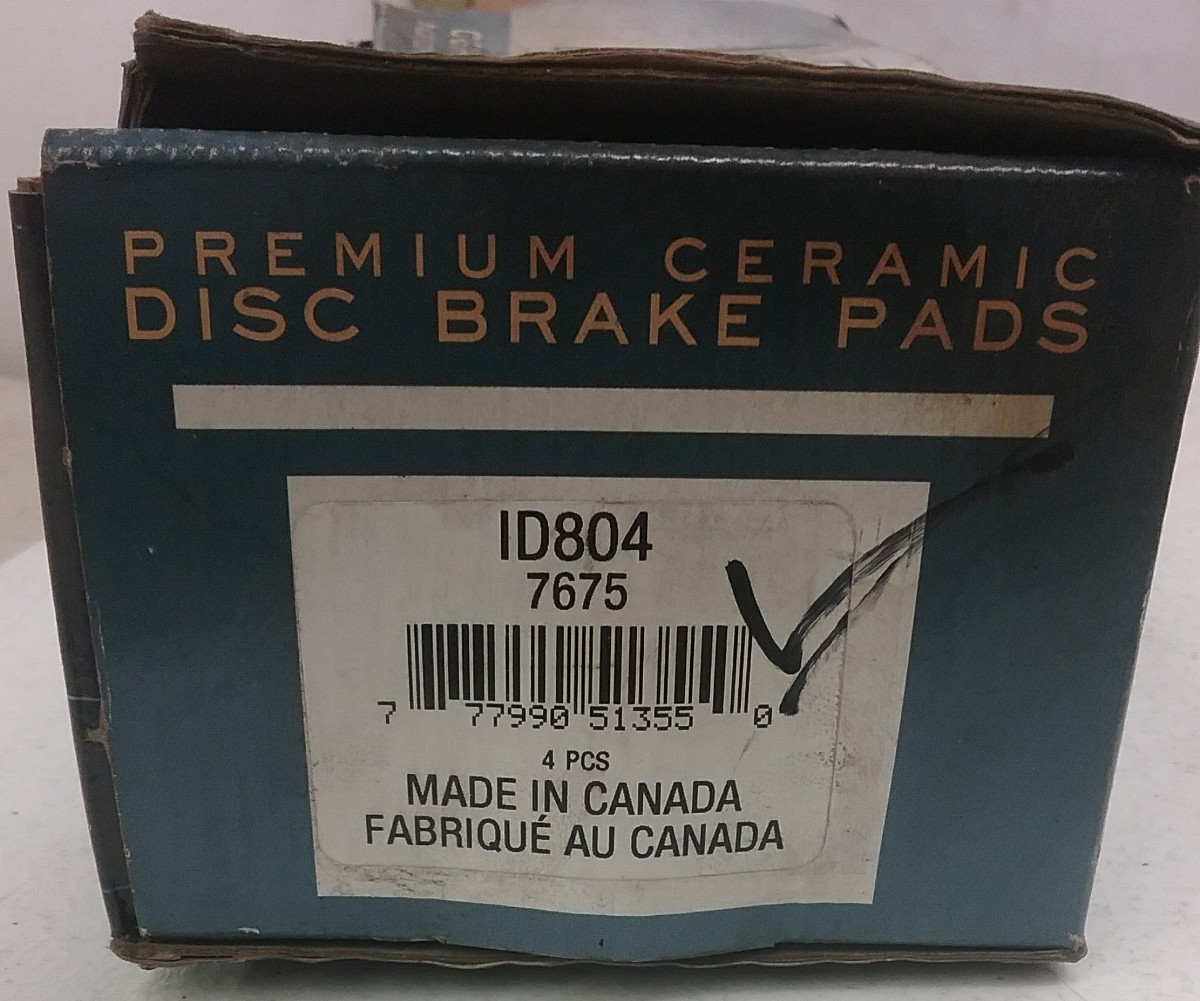 PREMIUM CERAMIC
DISC BRAKE PADS
ID804
7675
7 77990 51355 0
4 PCS
MADE IN CANADA
FABRIQUÉ AU CANADA